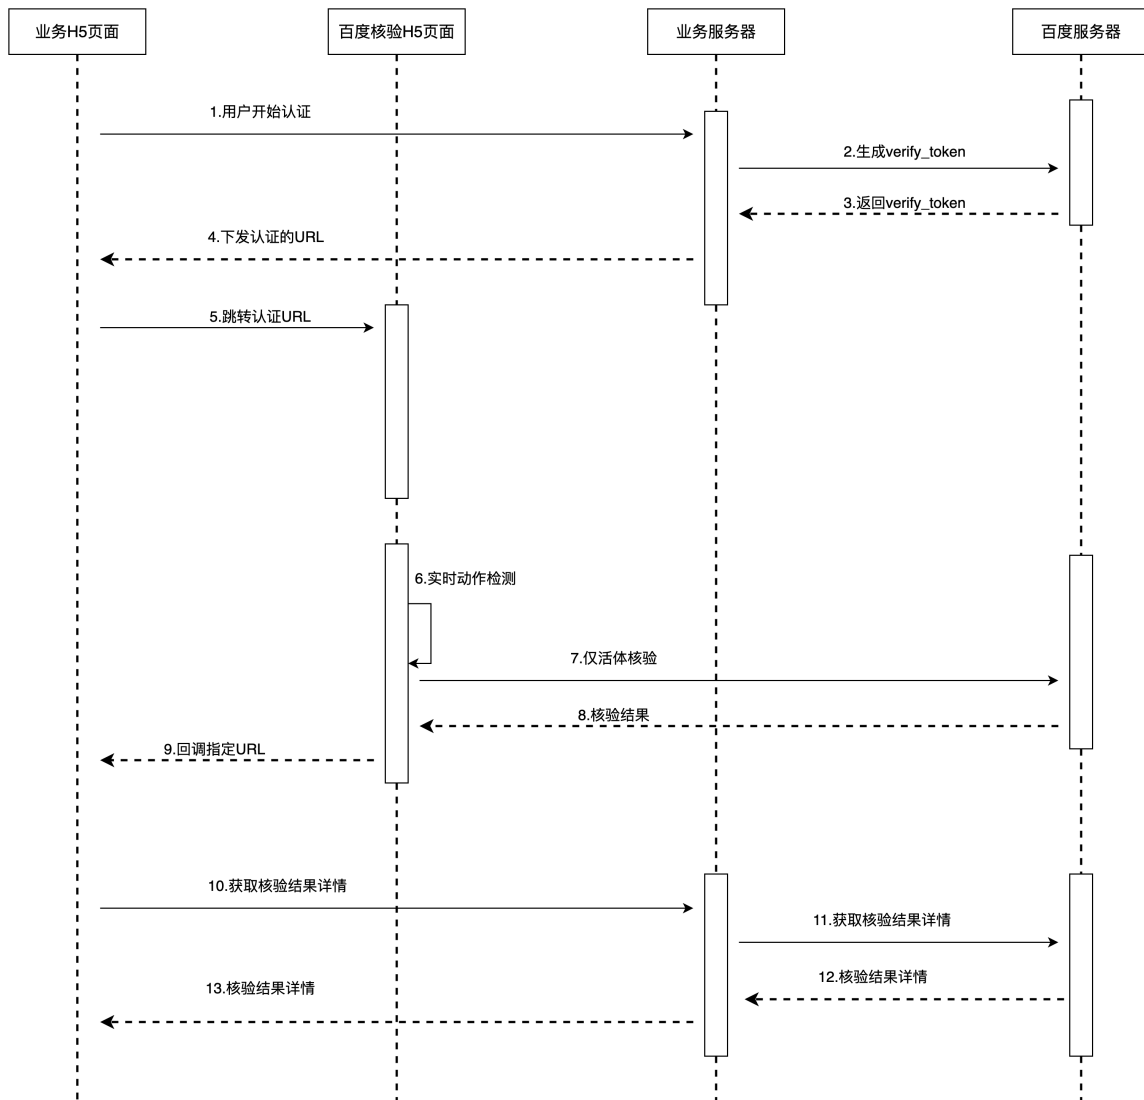 业务H5页面
百度核验H5页面
业务服务器
百度服务器
1.用户开始认证
2.生成verify_token
3.返回verify_token
4.下发认证的URL
5.跳转认证URL
6.实时动作检测
7.仅活体核验
8.核验结果
9.回调指定URL
10.获取核验结果详情
11.获取核验结果详情
12.核验结果详情
13.核验结果详情